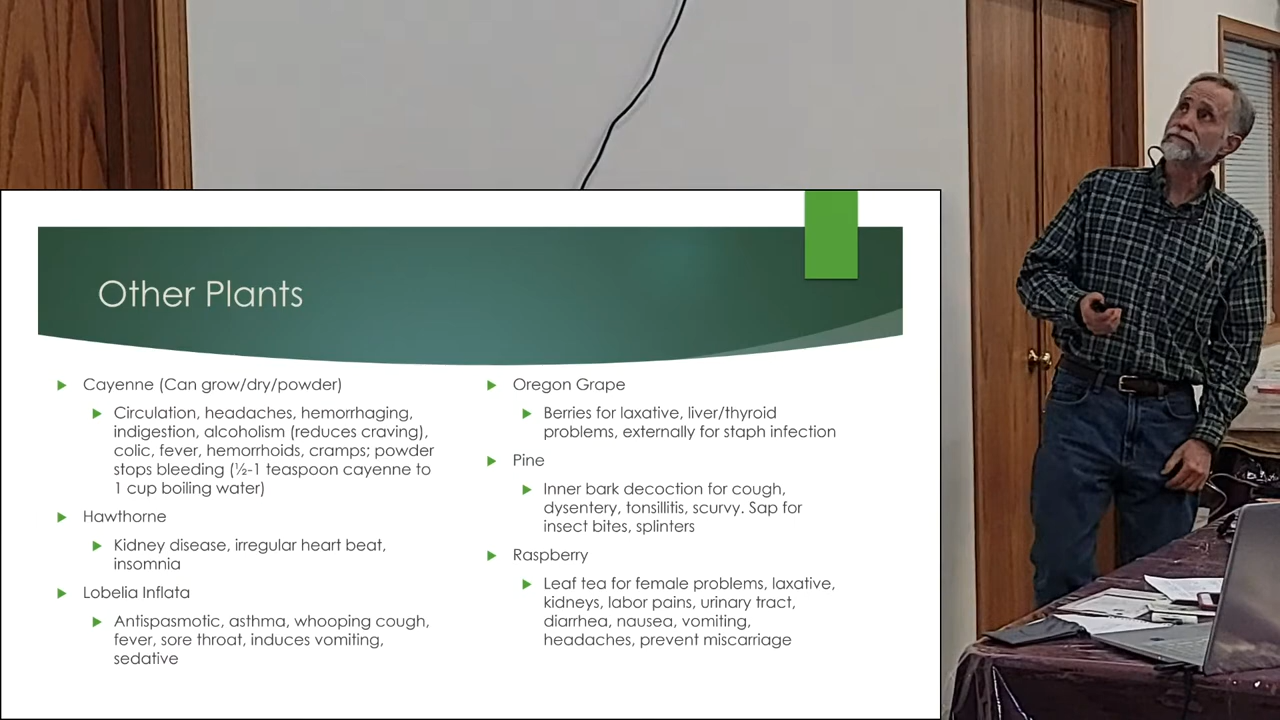 Other Plants
Cayenne (Can grow/dry/powder)
Circulation, headaches, hemorrhaging,
indigestion, alcoholism (reduces craving),
colic, fever, hemorrhoids, cramps; powder
stops bleeding (½-1 teaspoon cayenne to
1 cup boiling water)
Hawthorne
Kidney disease, irregular heart beat,
insomnia
Lobelia Inflata
Antispasmotic, asthma, whooping cough,
fever, sore throat, induces vomiting,
sedative
Oregon Grape
Berries for laxative, liver/thyroid
problems, externally for staph infection
Pine
Inner bark decoction for cough,
dysentery, tonsillitis, scurvy. Sap for
insect bites, splinters
Raspberry
Leaf tea for female problems, laxative,
kidneys, labor pains, urinary tract,
diarrhea, nausea, vomiting,
headaches, prevent miscarriage